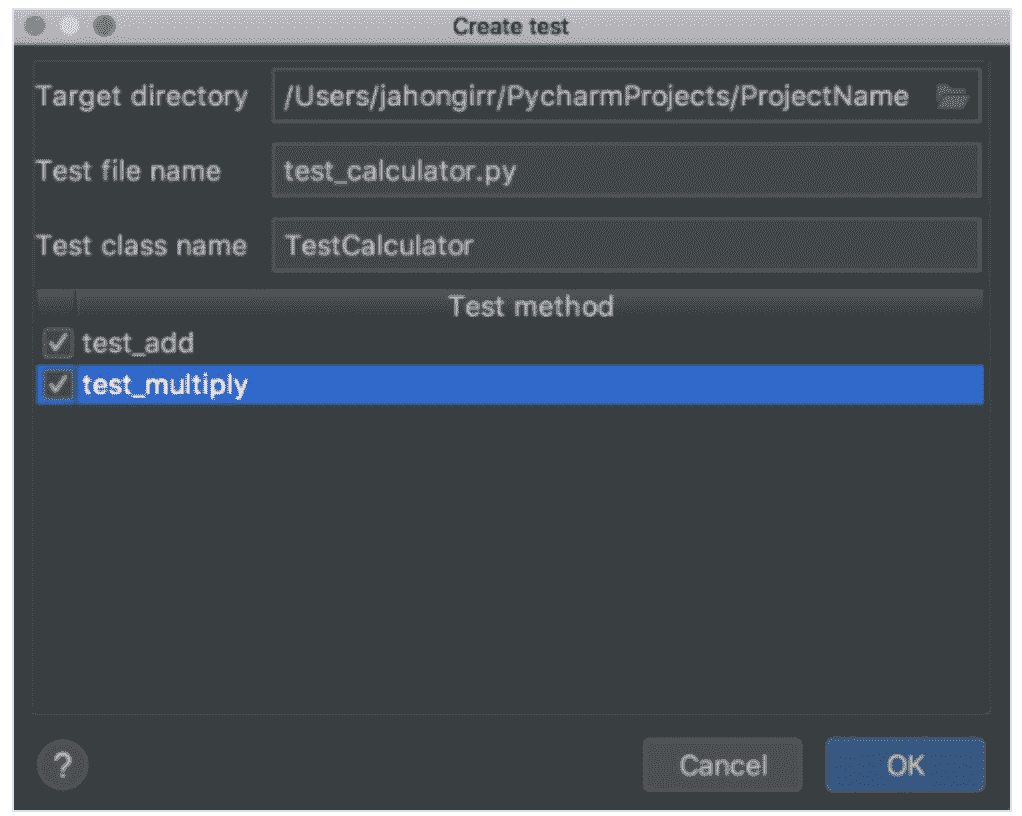 Create test
Target directory /Users/jahongirr/PycharmProjects/ProjectName
Test file name test_calculator.py
Test class name TestCalculator
Test method
test_add
test_multiply
? Cancel OK